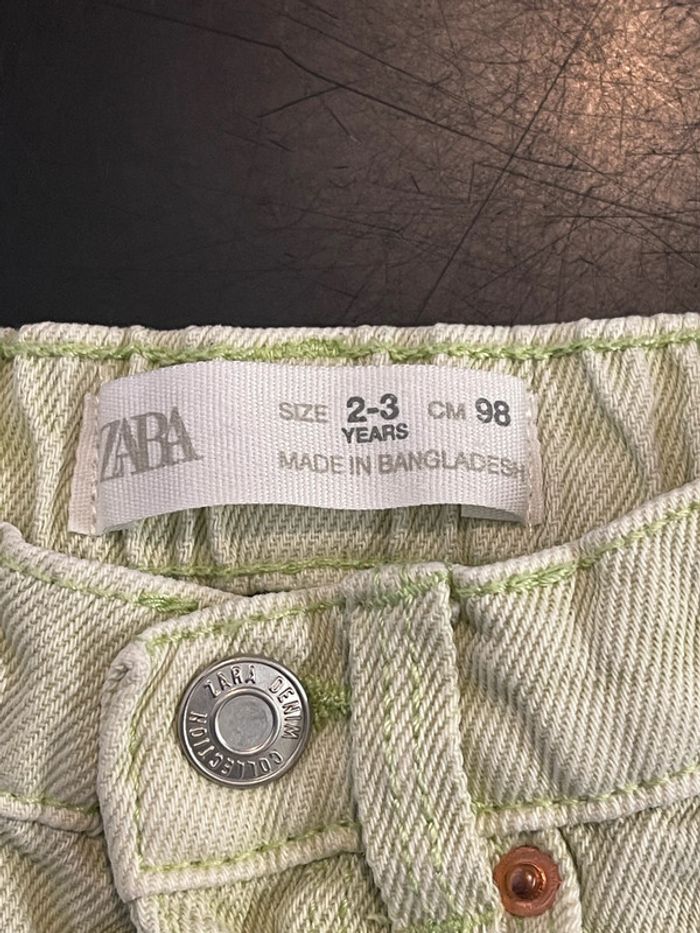 ZARA
SIZE 2-3 YEARS CM 98
MADE IN BANGLADESH
ZARA DENIM COLLECTION